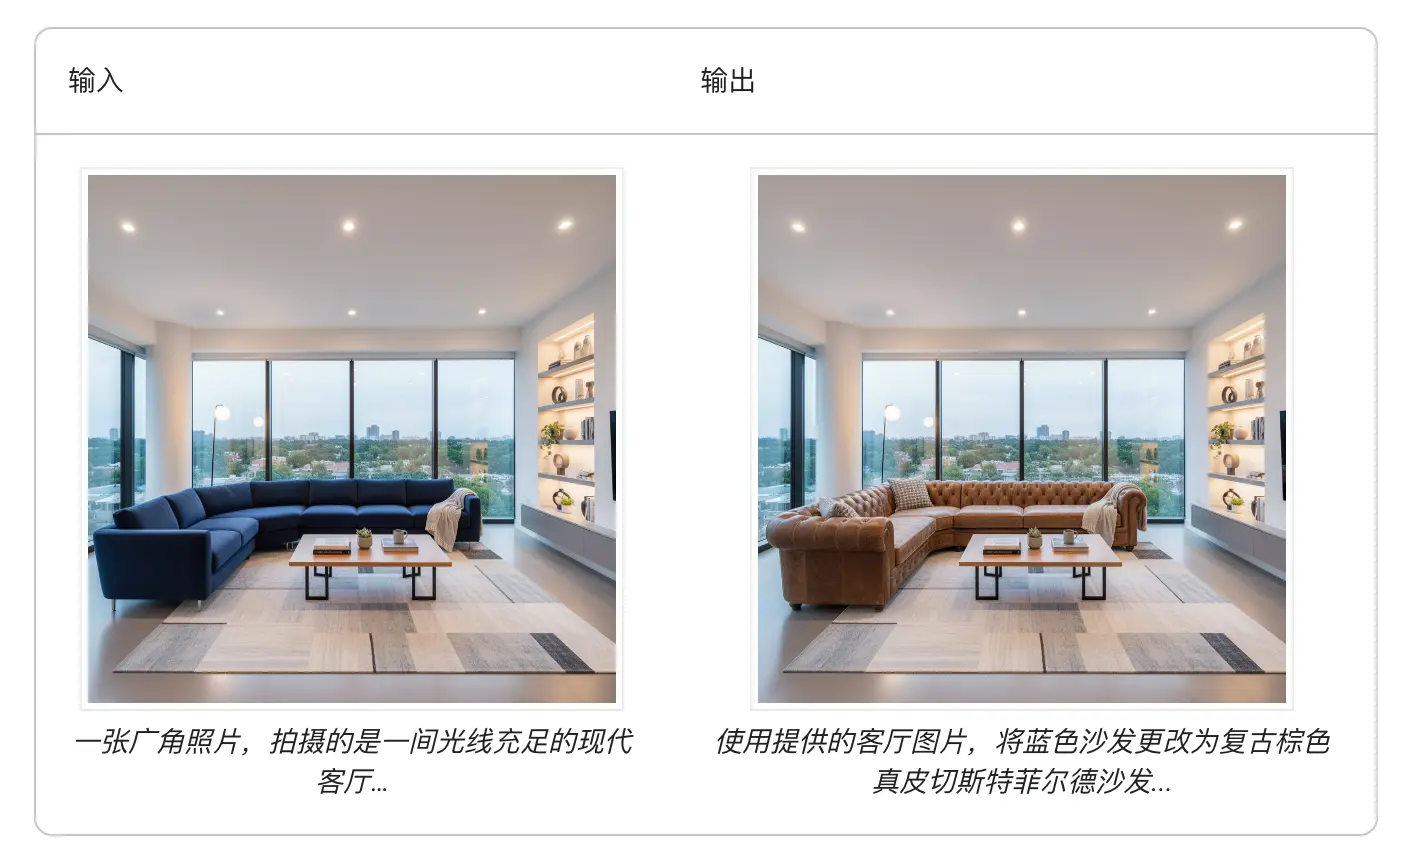 输入
输出
一张广角照片，拍摄的是一间光线充足的现代
客厅...
使用提供的客厅图片，将蓝色沙发更改为复古棕色
真皮切斯特菲尔德沙发...